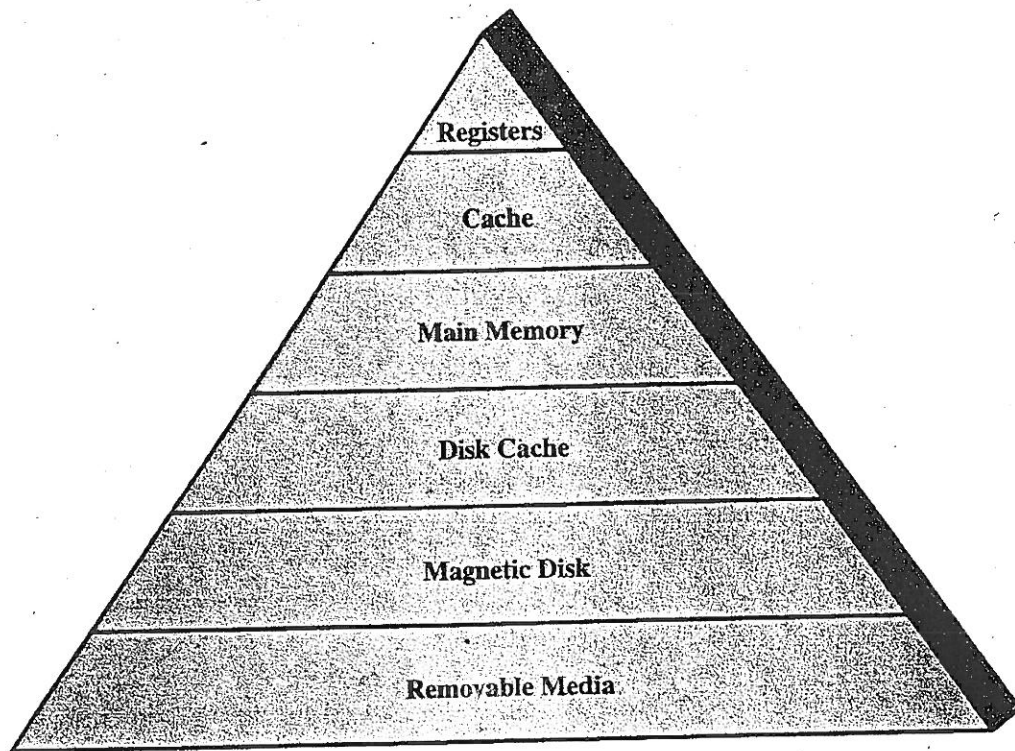 Registers
Cache
Main Memory
Disk Cache
Magnetic Disk
Removable Media